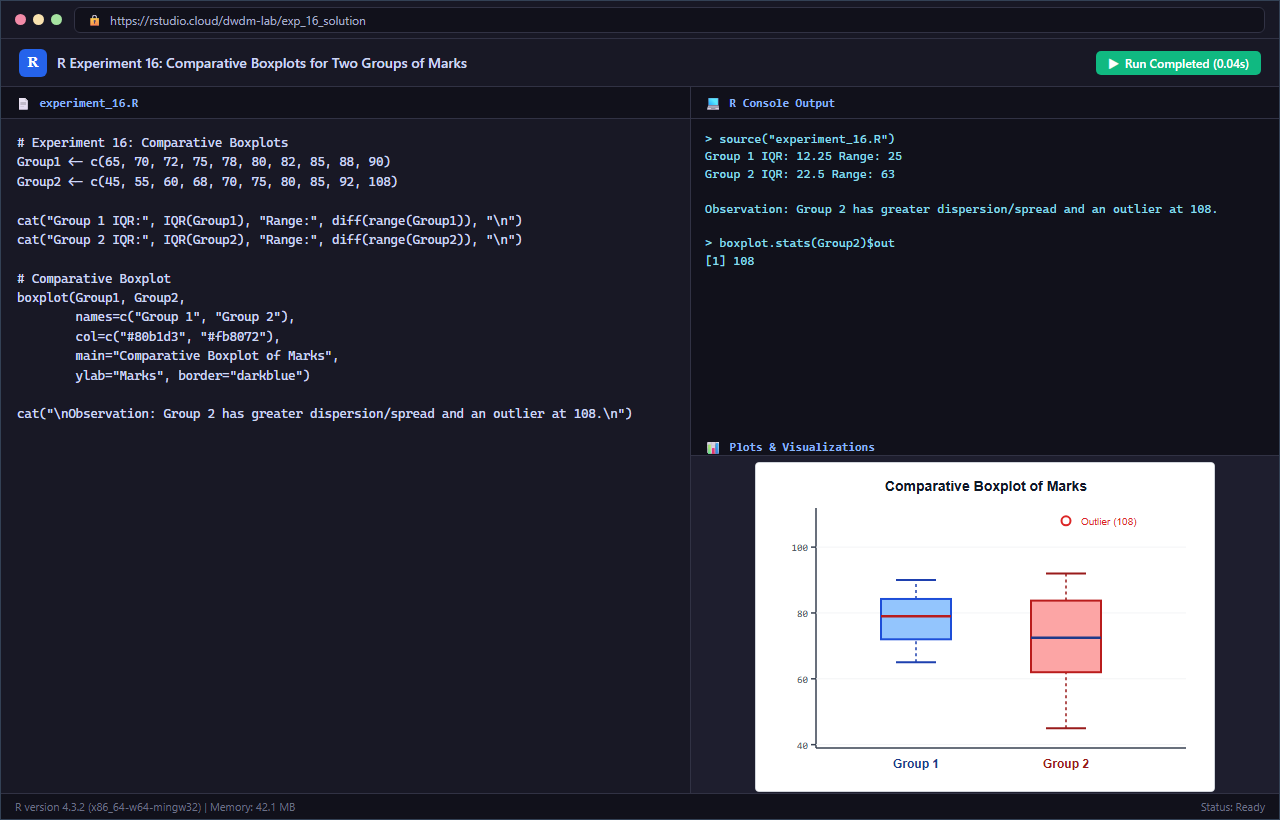 https://rstudio.cloud/dwdm-lab/exp_16_solution
R
R Experiment 16: Comparative Boxplots for Two Groups of Marks
▶ Run Completed (0.04s)
experiment_16.R
# Experiment 16: Comparative Boxplots
Group1 <- c(65, 70, 72, 75, 78, 80, 82, 85, 88, 90)
Group2 <- c(45, 55, 60, 68, 70, 75, 80, 85, 92, 108)
cat("Group 1 IQR:", IQR(Group1), "Range:", diff(range(Group1)), "\n")
cat("Group 2 IQR:", IQR(Group2), "Range:", diff(range(Group2)), "\n")
# Comparative Boxplot
boxplot(Group1, Group2,
names=c("Group 1", "Group 2"),
col=c("#80b1d3", "#fb8072"),
main="Comparative Boxplot of Marks",
ylab="Marks", border="darkblue")
cat("\nObservation: Group 2 has greater dispersion/spread and an outlier at 108.\n")
R Console Output
> source("experiment_16.R")
Group 1 IQR: 12.25 Range: 25
Group 2 IQR: 22.5 Range: 63
Observation: Group 2 has greater dispersion/spread and an outlier at 108.
> boxplot.stats(Group2)$out
[1] 108
Plots & Visualizations
Comparative Boxplot of Marks
Outlier (108)
100
80
60
40
Group 1
Group 2
R version 4.3.2 (x86_64-w64-mingw32) | Memory: 42.1 MB
Status: Ready